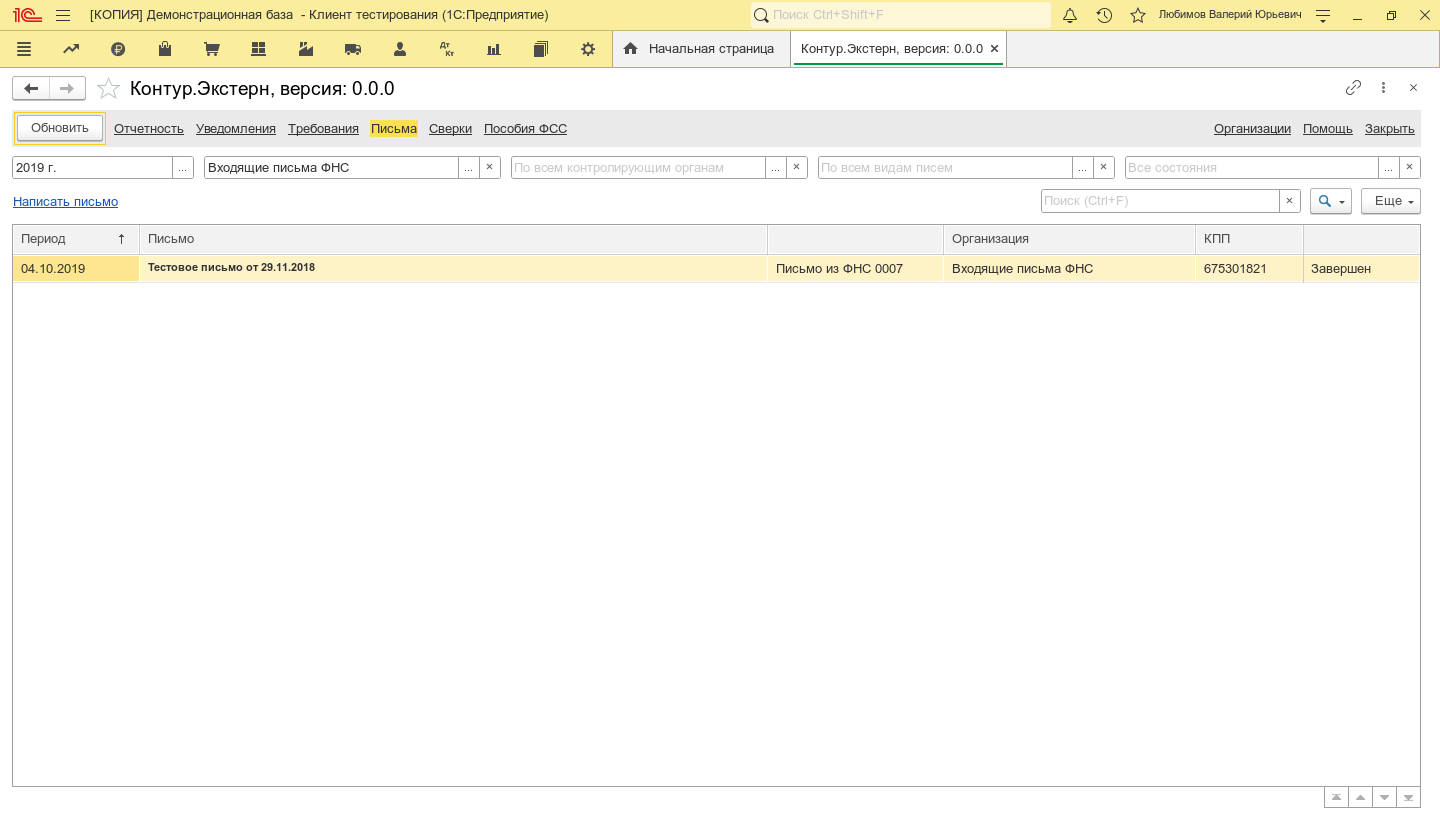 [КОПИЯ] Демонстрационная база - Клиент тестирования (1С:Предприятие)
Поиск Ctrl+Shift+F
Любимов Валерий Юрьевич
Дт Кт
Начальная страница
Контур.Экстерн, версия: 0.0.0
Контур.Экстерн, версия: 0.0.0
Обновить Отчетность Уведомления Требования Письма Сверки Пособия ФСС Организации Помощь Закрыть
2019 г. ... Входящие письма ФНС ... По всем контролирующим органам ... По всем видам писем ... Все состояния ...
Написать письмо Поиск (Ctrl+F) Еще
Период Письмо Организация КПП
04.10.2019 Тестовое письмо от 29.11.2018 Письмо из ФНС 0007 Входящие письма ФНС 675301821 Завершен